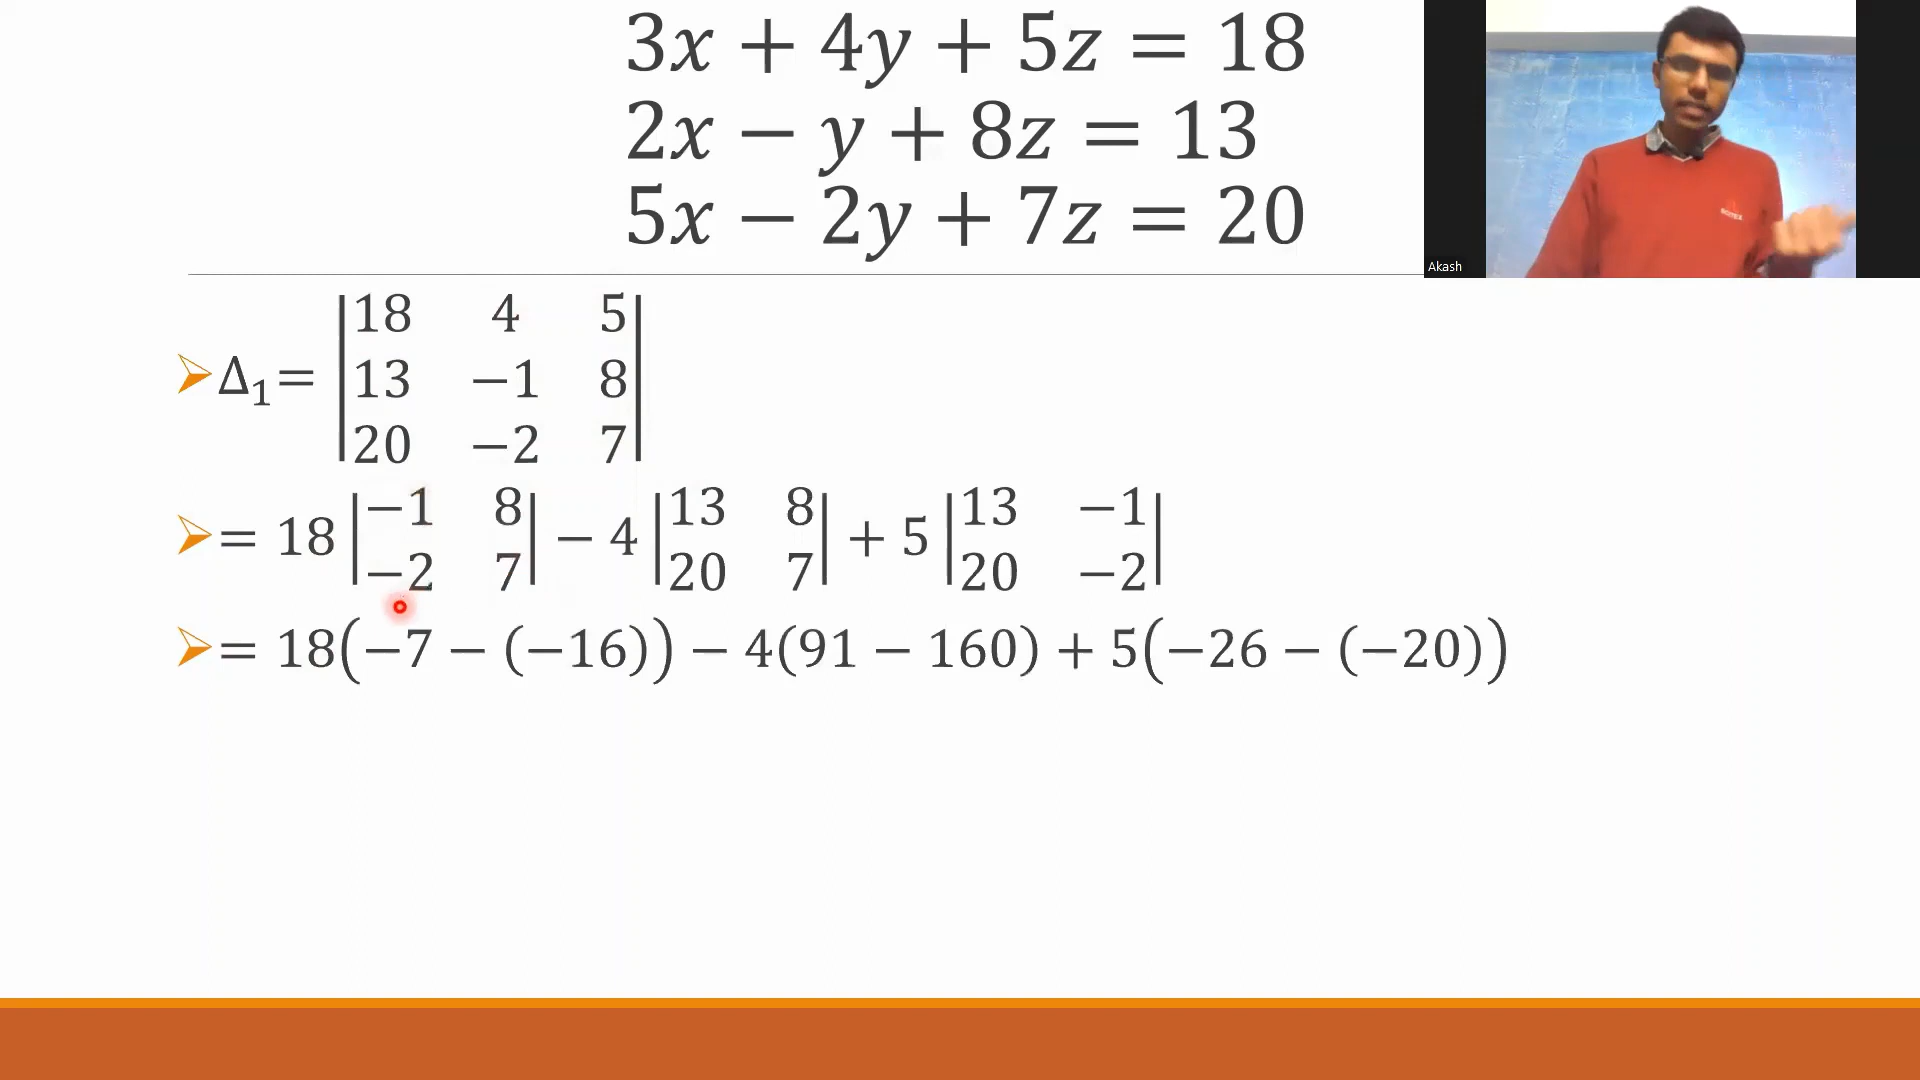 3x + 4y + 5z = 18
2x − y + 8z = 13
5x − 2y + 7z = 20
Akash
Δ₁= |18 4 5|
|13 −1 8|
|20 −2 7|
= 18 |−1 8; −2 7| − 4 |13 8; 20 7| + 5 |13 −1; 20 −2|
= 18(−7 − (−16)) − 4(91 − 160) + 5(−26 − (−20))